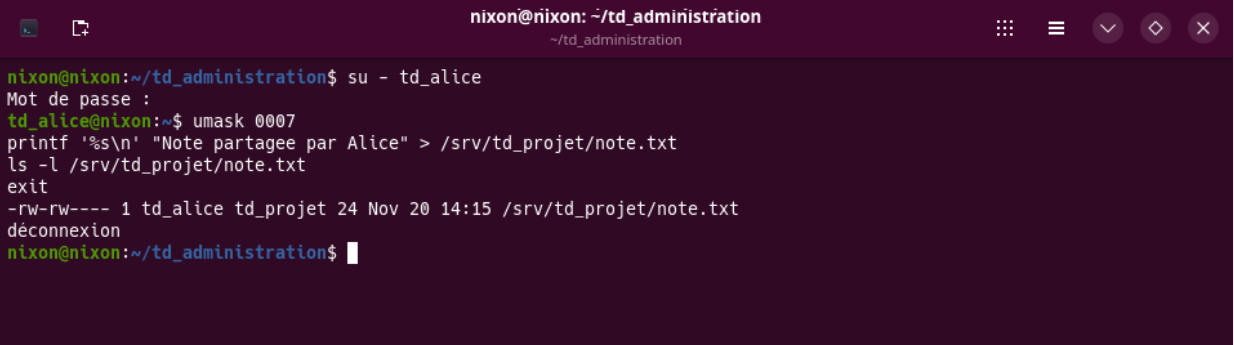 nixon@nixon: ~/td_administration
~/td_administration
nixon@nixon:~/td_administration$ su - td_alice
Mot de passe :
td_alice@nixon:~$ umask 0007
printf '%s\n' "Note partagee par Alice" > /srv/td_projet/note.txt
ls -l /srv/td_projet/note.txt
exit
-rw-rw---- 1 td_alice td_projet 24 Nov 20 14:15 /srv/td_projet/note.txt
déconnexion
nixon@nixon:~/td_administration$